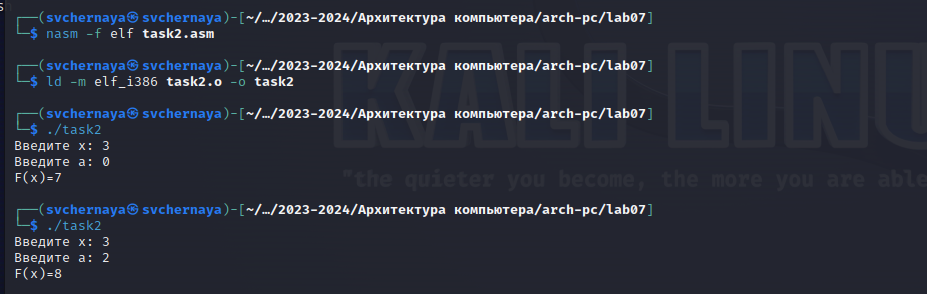 s
┌──(svchernaya㉿svchernaya)-[~/…/2023-2024/Архитектура компьютера/arch-pc/lab07]
└─$ nasm -f elf task2.asm
┌──(svchernaya㉿svchernaya)-[~/…/2023-2024/Архитектура компьютера/arch-pc/lab07]
└─$ ld -m elf_i386 task2.o -o task2
┌──(svchernaya㉿svchernaya)-[~/…/2023-2024/Архитектура компьютера/arch-pc/lab07]
└─$ ./task2
Введите x: 3
Введите a: 0
F(x)=7
┌──(svchernaya㉿svchernaya)-[~/…/2023-2024/Архитектура компьютера/arch-pc/lab07]
└─$ ./task2
Введите x: 3
Введите a: 2
F(x)=8
KALI LINU
"the quieter you become, the more you are able